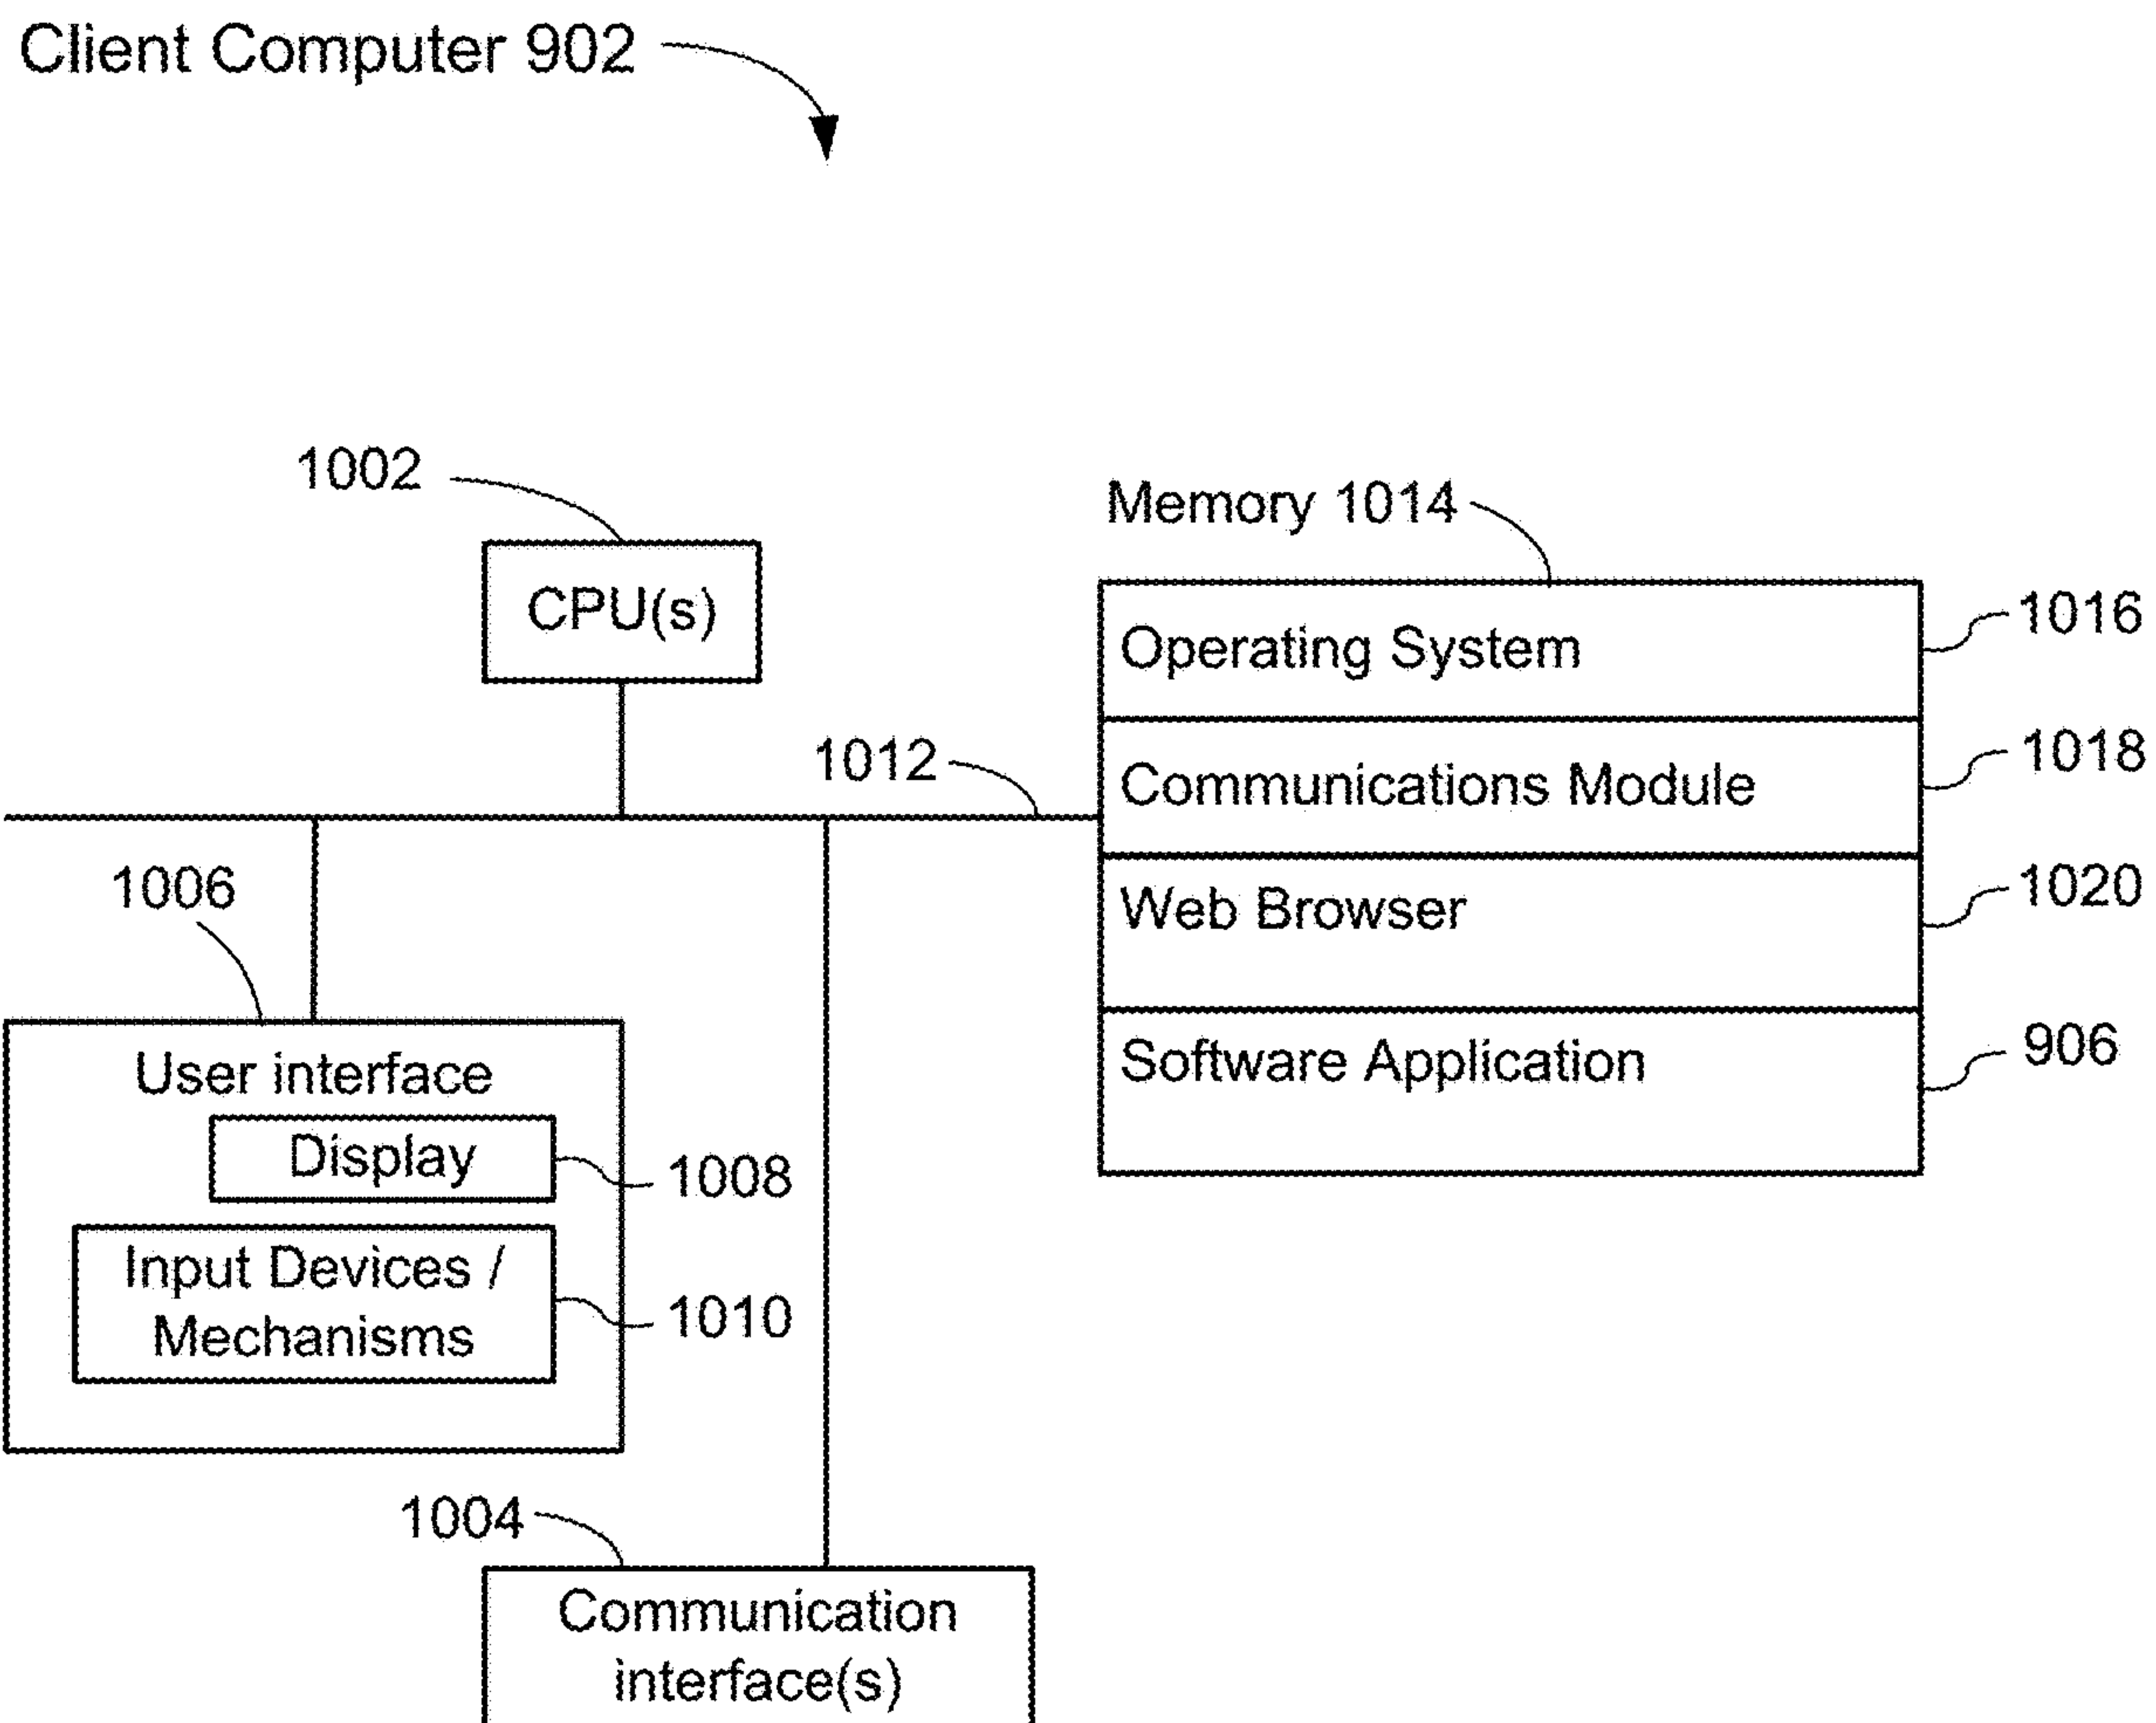 Client Computer 902
1002
CPU(s)
Memory 1014
Operating System
1016
Communications Module
1018
Web Browser
1020
Software Application
906
1012
1006
User interface
Display
1008
Input Devices /
Mechanisms
1010
1004
Communication
interface(s)